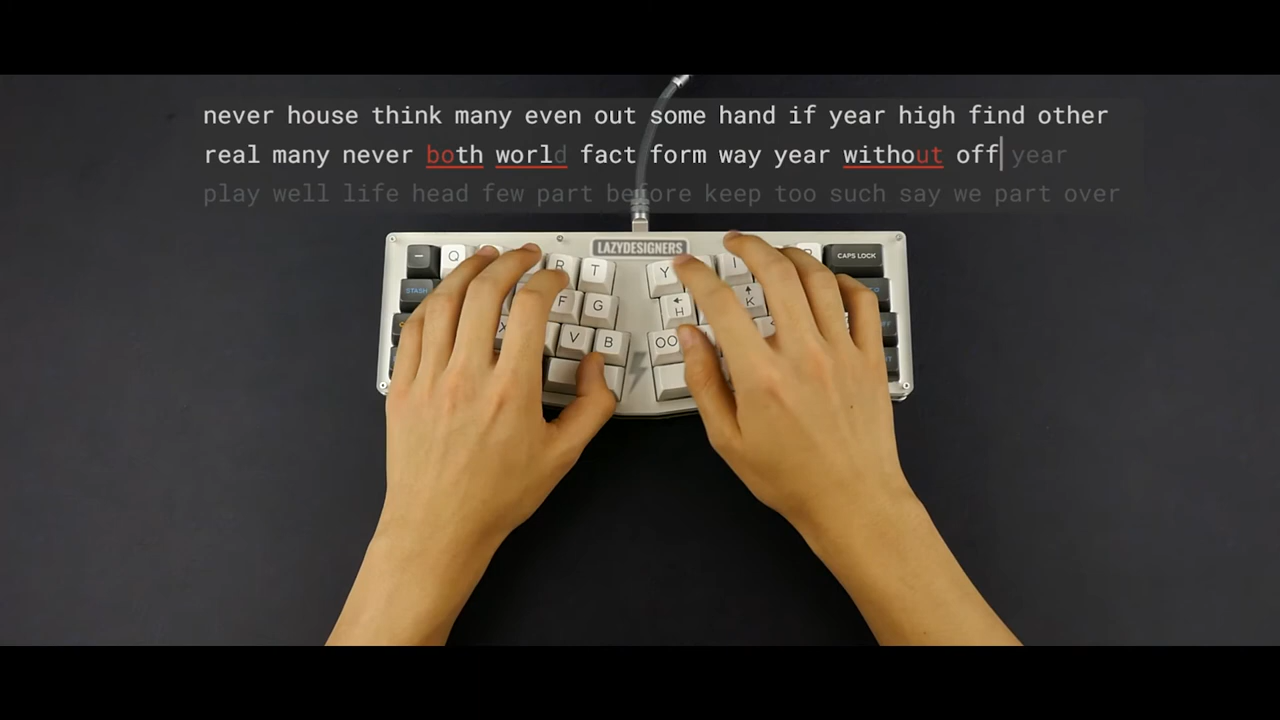 never house think many even out some hand if year high find other
real many never both world fact form way year without off year
play well life head few part before keep too such say we part over
LAZYDESIGNERS
- Q R T Y I P CAPS LOCK
STASH F G H K
X V B OO